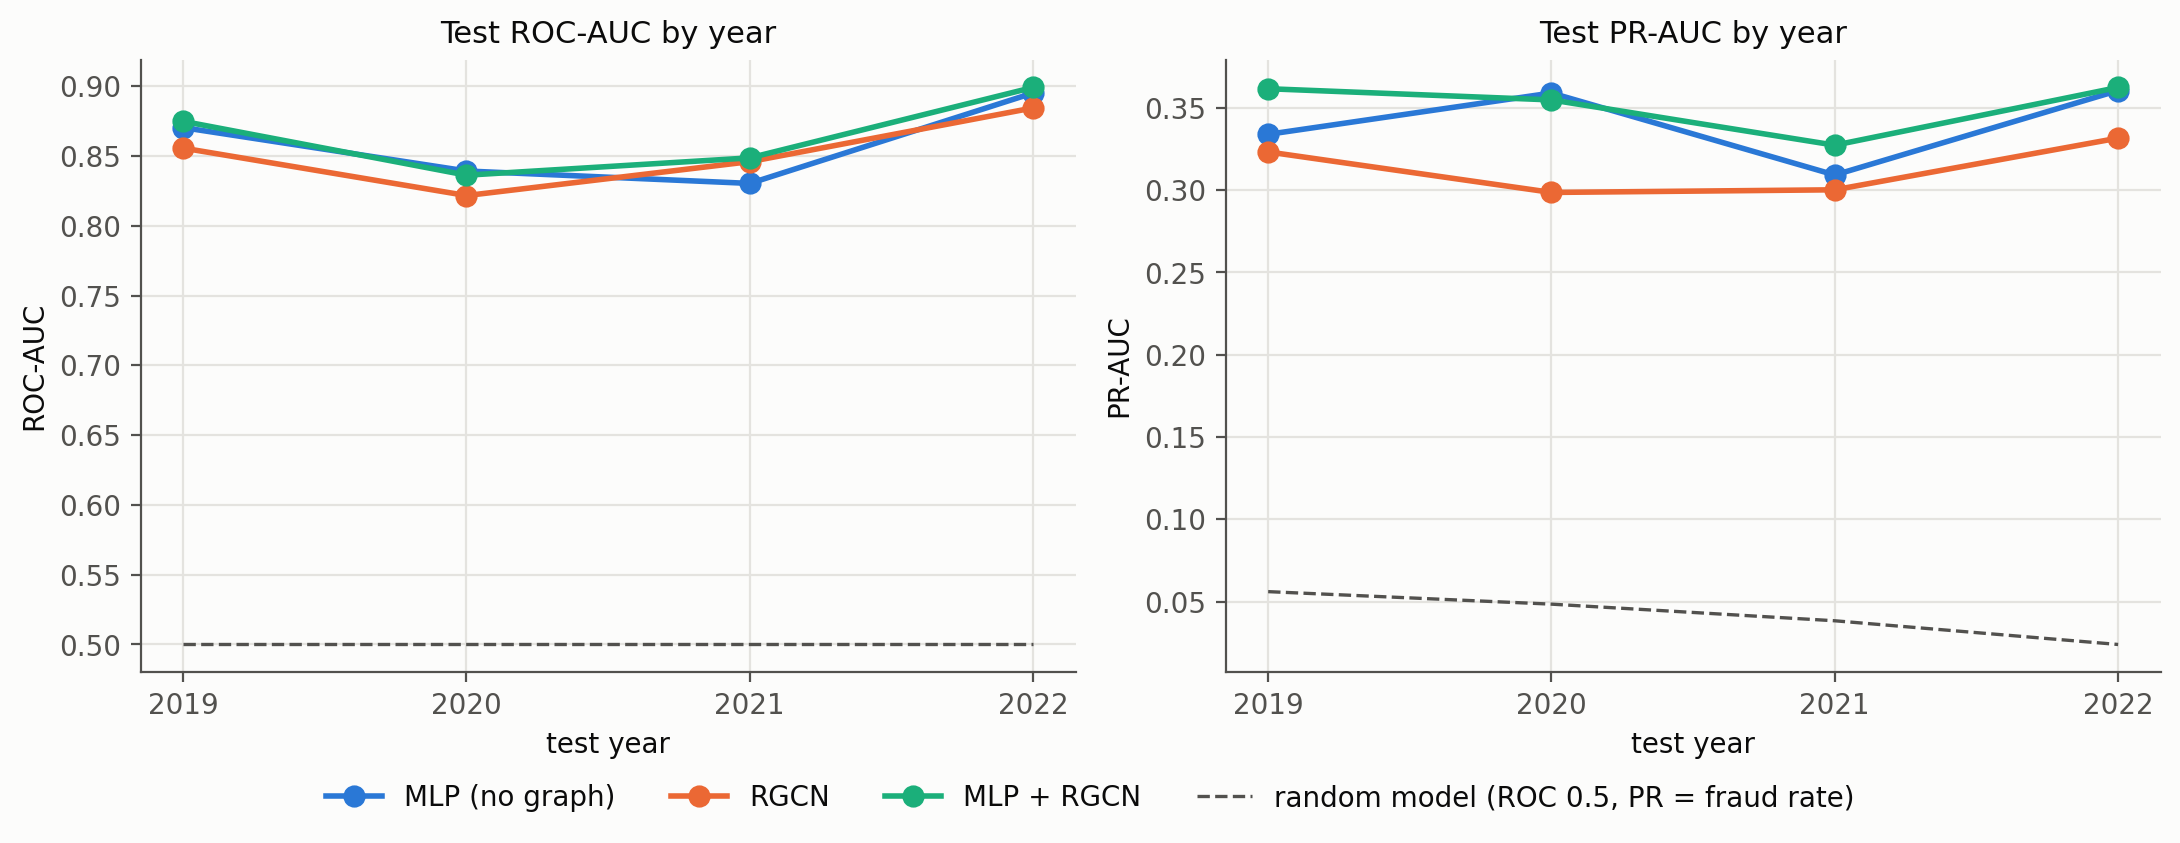 Test ROC-AUC by year
ROC-AUC
0.90
0.85
0.80
0.75
0.70
0.65
0.60
0.55
0.50
2019 2020 2021 2022
test year
Test PR-AUC by year
PR-AUC
0.35
0.30
0.25
0.20
0.15
0.10
0.05
2019 2020 2021 2022
test year
MLP (no graph) RGCN MLP + RGCN random model (ROC 0.5, PR = fraud rate)